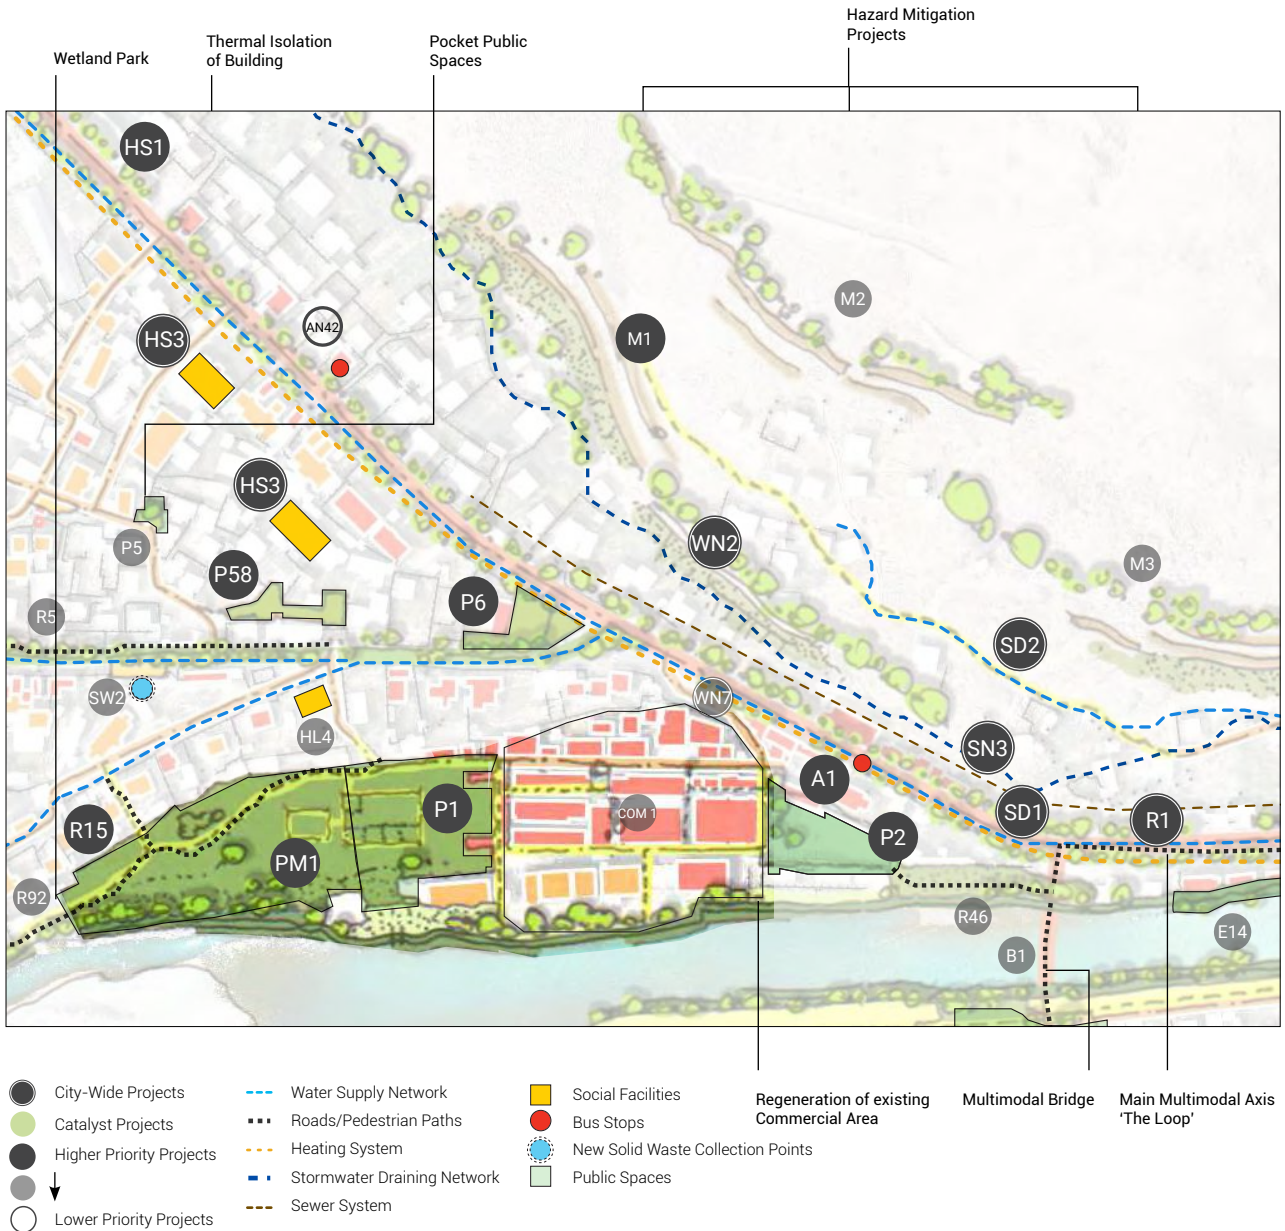 Hazard Mitigation
Projects
Thermal Isolation
of Building
Pocket Public
Spaces
Wetland Park
HS1
M2
AN42
HS3
M1
HS3
WN2
P5
M3
P58
P6
R5
SD2
SW2
WN7
HL4
SN3
A1
P1
COM 1
SD1
R1
R15
P2
PM1
R92
R46
E14
B1
City-Wide Projects
Catalyst Projects
Higher Priority Projects
Lower Priority Projects
Water Supply Network
Roads/Pedestrian Paths
Heating System
Stormwater Draining Network
Sewer System
Social Facilities
Bus Stops
New Solid Waste Collection Points
Public Spaces
Regeneration of existing
Commercial Area
Multimodal Bridge
Main Multimodal Axis
'The Loop'